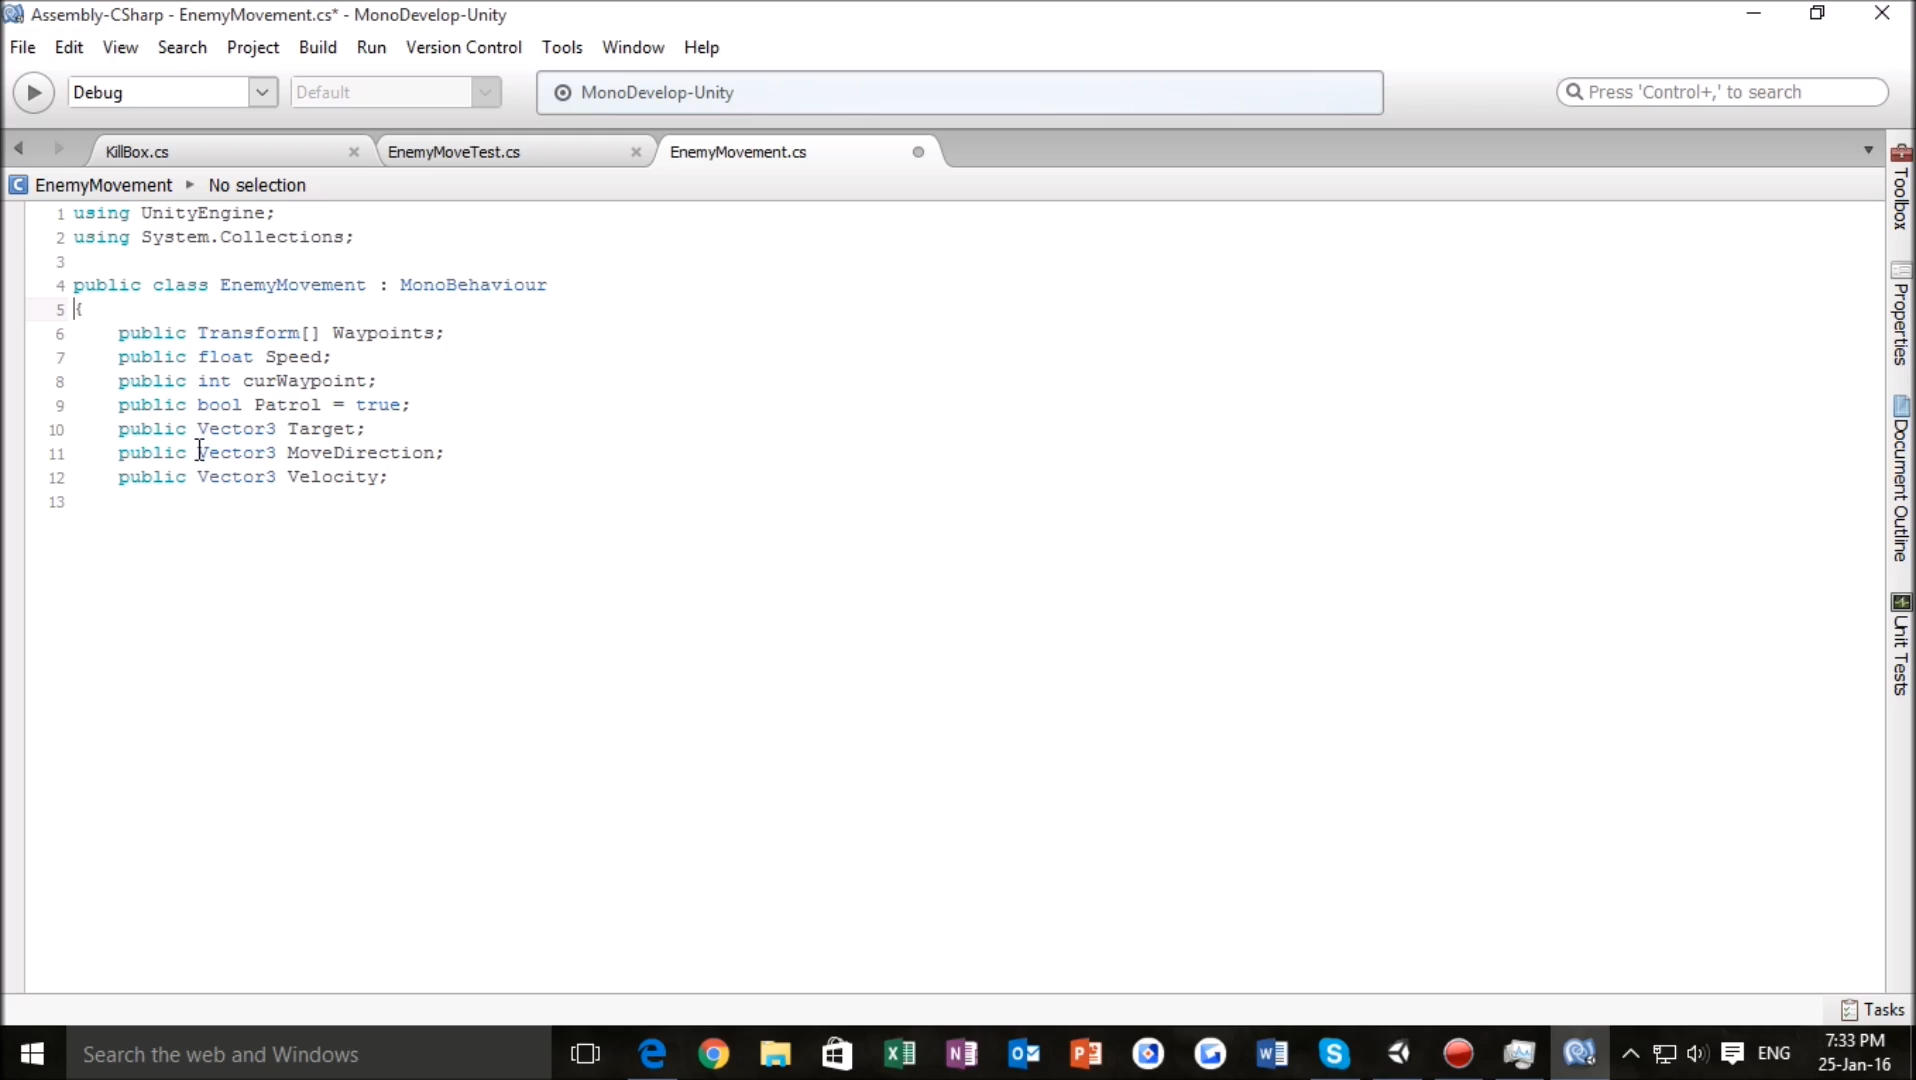 Assembly-CSharp - EnemyMovement.cs* - MonoDevelop-Unity
File Edit View Search Project Build Run Version Control Tools Window Help
Debug Default MonoDevelop-Unity Press 'Control+,' to search
KillBox.cs EnemyMoveTest.cs EnemyMovement.cs
EnemyMovement No selection
1 using UnityEngine;
2 using System.Collections;
3
4 public class EnemyMovement : MonoBehaviour
5 {
6 public Transform[] Waypoints;
7 public float Speed;
8 public int curWaypoint;
9 public bool Patrol = true;
10 public Vector3 Target;
11 public Vector3 MoveDirection;
12 public Vector3 Velocity;
13
Toolbox
Properties
Document Outline
Unit Tests
Tasks
Search the web and Windows
ENG
7:33 PM
25-Jan-16